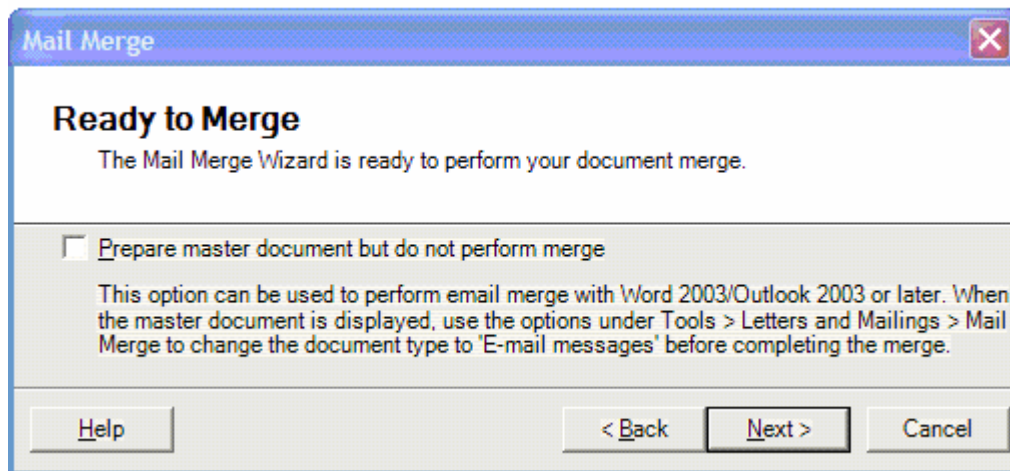 Mail Merge
Ready to Merge
The Mail Merge Wizard is ready to perform your document merge.
Prepare master document but do not perform merge
This option can be used to perform email merge with Word 2003/Outlook 2003 or later. When
the master document is displayed, use the options under Tools > Letters and Mailings > Mail
Merge to change the document type to 'E-mail messages' before completing the merge.
Help
< Back
Next >
Cancel